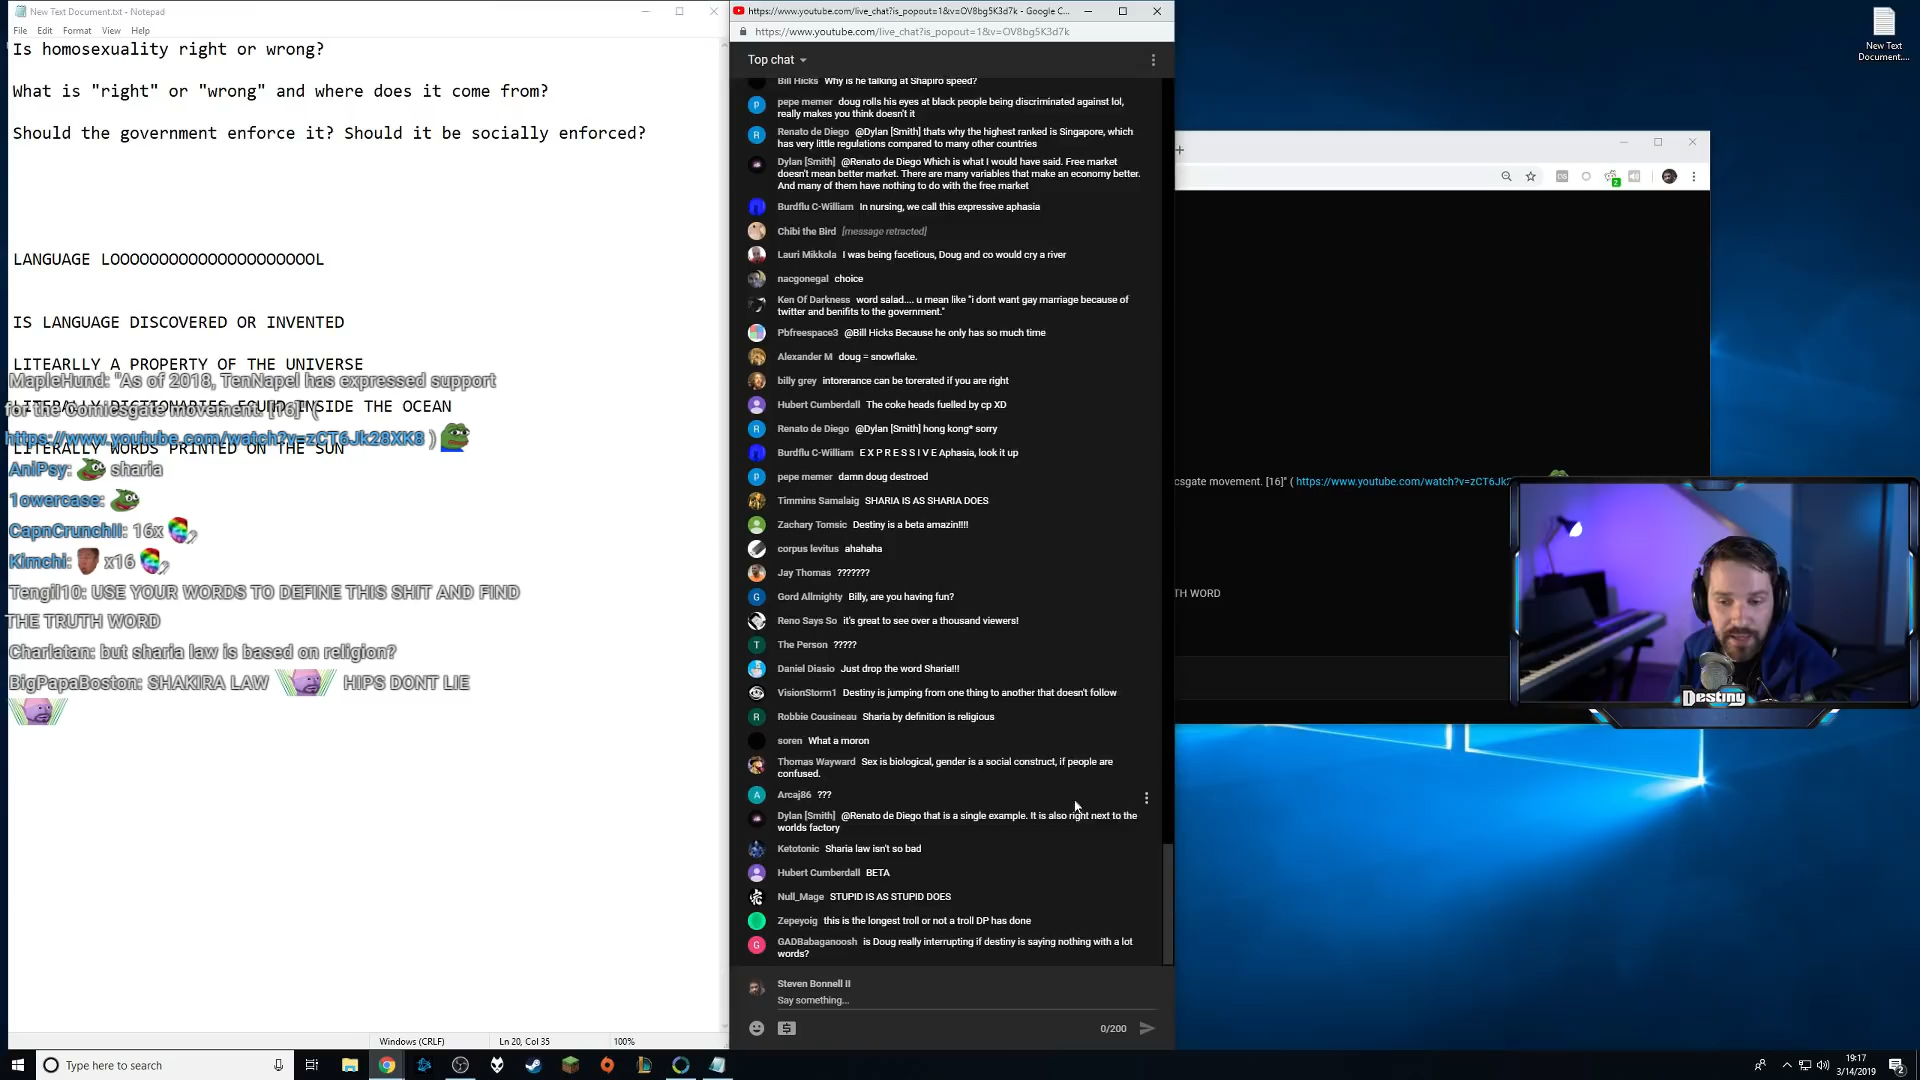 New Text Document.txt - Notepad
File Edit Format View Help
Is homosexuality right or wrong?
What is "right" or "wrong" and where does it come from?
Should the government enforce it? Should it be socially enforced?
LANGUAGE LOOOOOOOOOOOOOOOOOOOOOL
IS LANGUAGE DISCOVERED OR INVENTED
LITEARLLY A PROPERTY OF THE UNIVERSE
LITERALLY DICTIONARIES FOUND INSIDE THE OCEAN
LITERALLY WORDS PRINTED ON THE SUN
MapleHund: "As of 2018, TenNapel has expressed support
for the Comicsgate movement. [16]" (
https://www.youtube.com/watch?v=zCT6Jk28XK8 )
AniPsy: sharia
1owercase:
CapnCrunchII: 16x
Kimchi: x16
Tengil10: USE YOUR WORDS TO DEFINE THIS SHIT AND FIND
THE TRUTH WORD
Charlatan: but sharia law is based on religion?
BigPapaBoston: SHAKIRA LAW HIPS DONT LIE
Windows (CRLF) Ln 20, Col 35 100%
https://www.youtube.com/live_chat?is_popout=1&v=OV8bg5K3d7k - Google C...
https://www.youtube.com/live_chat?is_popout=1&v=OV8bg5K3d7k
Top chat
Bill Hicks Why is he talking at Shapiro speed?
pepe memer doug rolls his eyes at black people being discriminated against lol,
really makes you think doesn't it
Renato de Diego @Dylan [Smith] thats why the highest ranked is Singapore, which
has very little regulations compared to many other countries
Dylan [Smith] @Renato de Diego Which is what I would have said. Free market
doesn't mean better market. There are many variables that make an economy better.
And many of them have nothing to do with the free market
Burdflu C-William In nursing, we call this expressive aphasia
Chibi the Bird [message retracted]
Lauri Mikkola I was being facetious, Doug and co would cry a river
nacgonegal choice
Ken Of Darkness word salad.... u mean like "i dont want gay marriage because of
twitter and benifits to the government."
Pbfreespace3 @Bill Hicks Because he only has so much time
Alexander M doug = snowflake.
billy grey intorerance can be torerated if you are right
Hubert Cumberdall The coke heads fuelled by cp XD
Renato de Diego @Dylan [Smith] hong kong* sorry
Burdflu C-William E X P R E S S I V E Aphasia, look it up
pepe memer damn doug destroed
Timmins Samalaig SHARIA IS AS SHARIA DOES
Zachary Tomsic Destiny is a beta amazin!!!!
corpus levitus ahahaha
Jay Thomas ???????
G Gord Allmighty Billy, are you having fun?
Reno Says So it's great to see over a thousand viewers!
T The Person ?????
Daniel Diasio Just drop the word Sharia!!!
VisionStorm1 Destiny is jumping from one thing to another that doesn't follow
R Robbie Cousineau Sharia by definition is religious
soren What a moron
Thomas Wayward Sex is biological, gender is a social construct, if people are
confused.
A Arcaj86 ???
Dylan [Smith] @Renato de Diego that is a single example. It is also right next to the
worlds factory
Ketotonic Sharia law isn't so bad
Hubert Cumberdall BETA
Null_Mage STUPID IS AS STUPID DOES
Zepeyoig this is the longest troll or not a troll DP has done
G GADBabaganoosh is Doug really interrupting if destiny is saying nothing with a lot
words?
Steven Bonnell II
Say something...
0/200
csgate movement. [16]" ( https://www.youtube.com/watch?v=zCT6Jk2
TH WORD
Destiny
New Text
Document....
Type here to search
19:17
3/14/2019